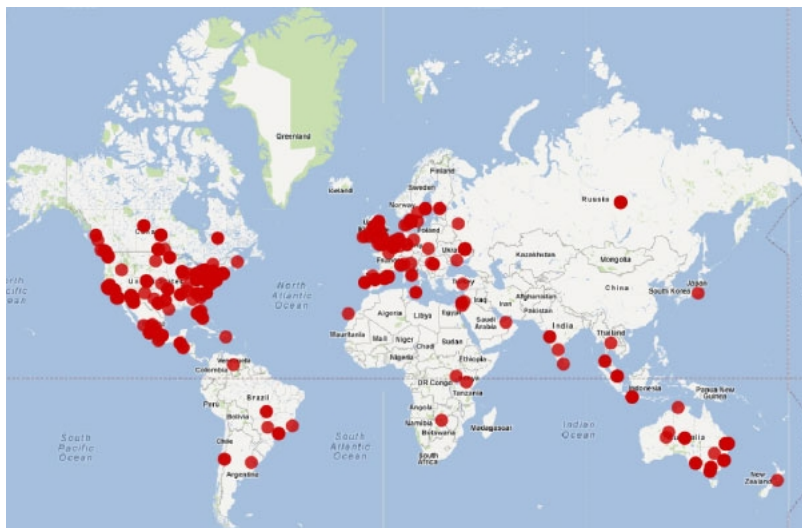 Greenland
Iceland
Finland
Sweden
Norway
Russia
Poland
Ukrai
France
Kazakhstan
Mongolia
North
Atlantic
Ocean
Turkey
Iraq
Iran
Afghanistan
Pakistan
China
South Korea
Japan
Algeria
Libya
Egypt
Saudi
Arabia
India
Thailand
Mauritania
Mali
Niger
Chad
Sudan
Nigeria
Ethiopia
Venezuela
Colombia
DR Congo
Tanzania
Indonesia
Papua New
Guinea
Brazil
Peru
Bolivia
Angola
Namibia
Botswana
Madagascar
Indian
Ocean
South
Pacific
Ocean
South
Atlantic
Ocean
Chile
Argentina
South
Africa
New
Zealand